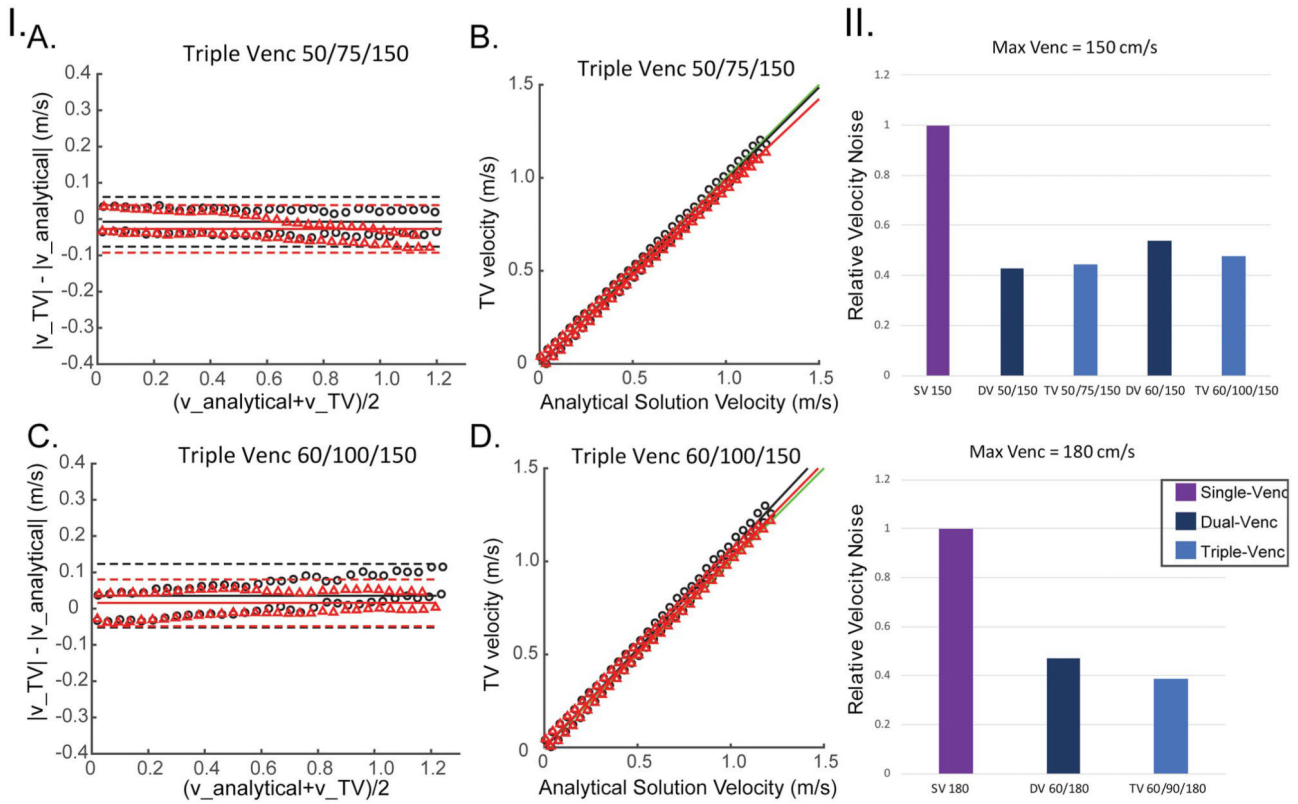 I.
A.
Triple Venc 50/75/150
|v_TV| - |v_analytical| (m/s)
0.4
0.3
0.2
0.1
0
-0.1
-0.2
-0.3
-0.4
0 0.2 0.4 0.6 0.8 1.0 1.2
(v_analytical+v_TV)/2
B.
Triple Venc 50/75/150
TV velocity (m/s)
1.5
1.0
0.5
0
0 0.5 1.0 1.5
Analytical Solution Velocity (m/s)
C.
Triple Venc 60/100/150
|v_TV| - |v_analytical| (m/s)
0.4
0.3
0.2
0.1
0
-0.1
-0.2
-0.3
-0.4
0 0.2 0.4 0.6 0.8 1.0 1.2
(v_analytical+v_TV)/2
D.
Triple Venc 60/100/150
TV velocity (m/s)
1.5
1.0
0.5
0
0 0.5 1.0 1.5
Analytical Solution Velocity (m/s)
II.
Max Venc = 150 cm/s
Relative Velocity Noise
1.2
1
0.8
0.6
0.4
0.2
0
SV 150 DV 50/150 TV 50/75/150 DV 60/150 TV 60/100/150
Max Venc = 180 cm/s
Relative Velocity Noise
1.2
1
0.8
0.6
0.4
0.2
0
SV 180 DV 60/180 TV 60/90/180
Single-Venc
Dual-Venc
Triple-Venc